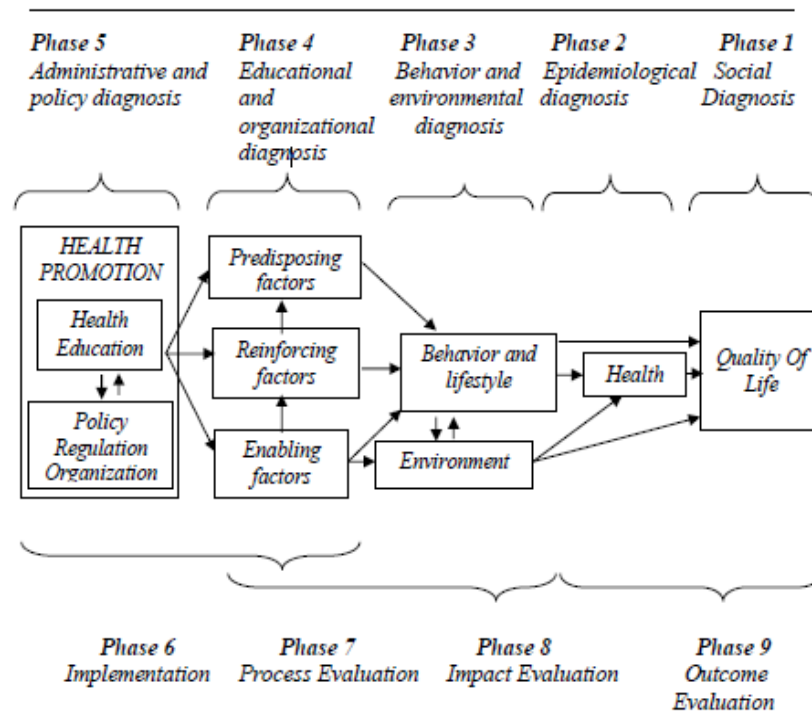 Phase 5
Administrative and
policy diagnosis
Phase 4
Educational
and
organizational
diagnosis
Phase 3
Behavior and
environmental
diagnosis
Phase 2
Epidemiological
diagnosis
Phase 1
Social
Diagnosis
HEALTH
PROMOTION
Health
Education
Policy
Regulation
Organization
Predisposing
factors
Reinforcing
factors
Enabling
factors
Behavior and
lifestyle
Environment
Health
Quality Of
Life
Phase 6
Implementation
Phase 7
Process Evaluation
Phase 8
Impact Evaluation
Phase 9
Outcome
Evaluation